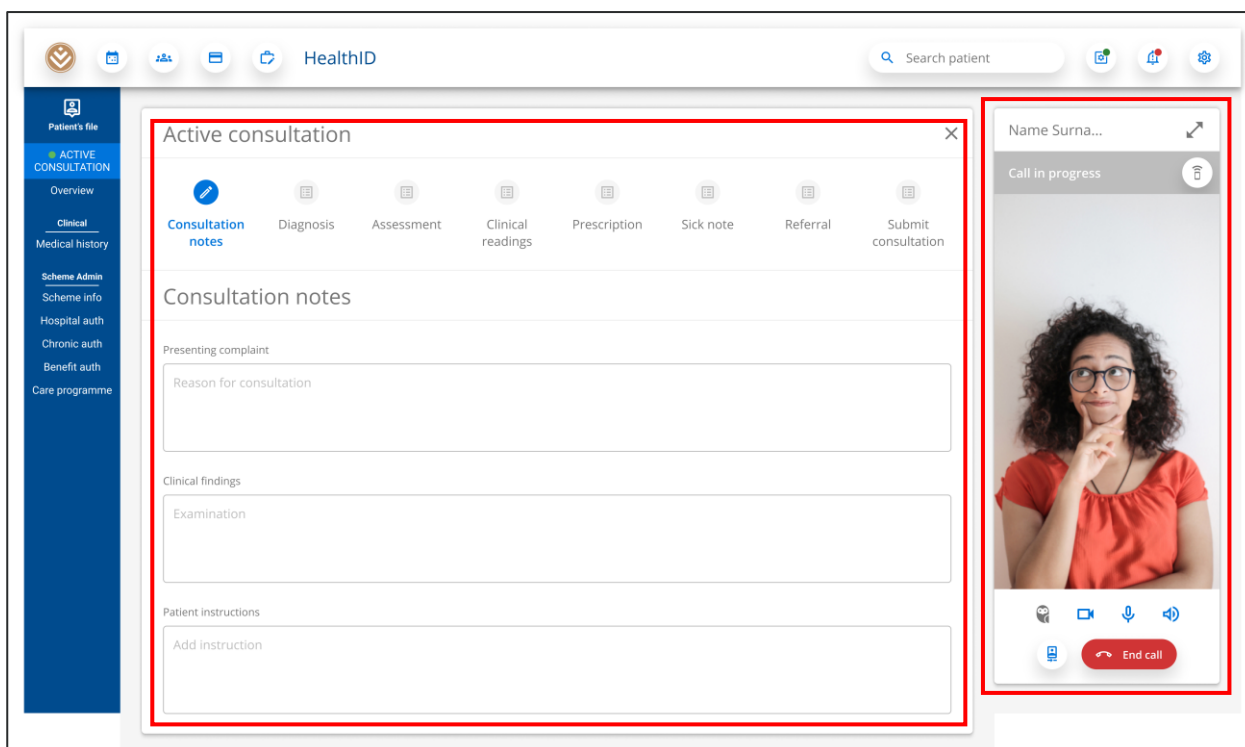 HealthID
Search patient
Patient's file
ACTIVE
CONSULTATION
Overview
Clinical
Medical history
Scheme Admin
Scheme info
Hospital auth
Chronic auth
Benefit auth
Care programme
Active consultation
Consultation
notes
Diagnosis
Assessment
Clinical
readings
Prescription
Sick note
Referral
Submit
consultation
Consultation notes
Presenting complaint
Reason for consultation
Clinical findings
Examination
Patient instructions
Add instruction
Name Surna...
Call in progress
End call